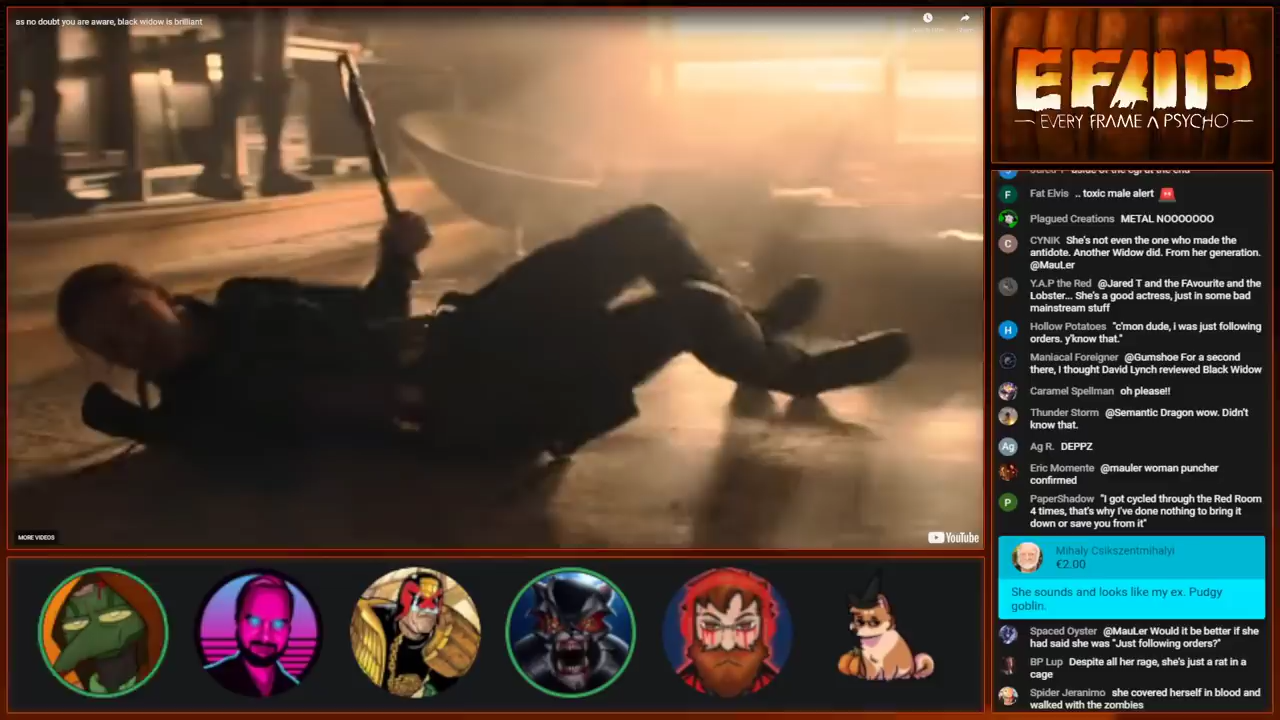 as no doubt you are aware, black widow is brilliant
MORE VIDEOS
YouTube
EFAP
EVERY FRAME A PSYCHO
Fat Elvis .. toxic male alert
Plagued Creations METAL NOOOOOOO
CYNIK She's not even the one who made the
antidote. Another Widow did. From her generation.
@MauLer
Y.A.P the Red @Jared T and the FAvourite and the
Lobster... She's a good actress, just in some bad
mainstream stuff
Hollow Potatoes "c'mon dude, i was just following
orders. y'know that."
Maniacal Foreigner @Gumshoe For a second
there, I thought David Lynch reviewed Black Widow
Caramel Spellman oh please!!
Thunder Storm @Semantic Dragon wow. Didn't
know that.
Ag R. DEPPZ
Eric Momente @mauler woman puncher
confirmed
PaperShadow "I got cycled through the Red Room
4 times, that's why I've done nothing to bring it
down or save you from it"
Mihaly Csikszentmihalyi
€2.00
She sounds and looks like my ex. Pudgy
goblin.
Spaced Oyster @MauLer Would it be better if she
had said she was "Just following orders?"
BP Lup Despite all her rage, she's just a rat in a
cage
Spider Jeranimo she covered herself in blood and
walked with the zombies